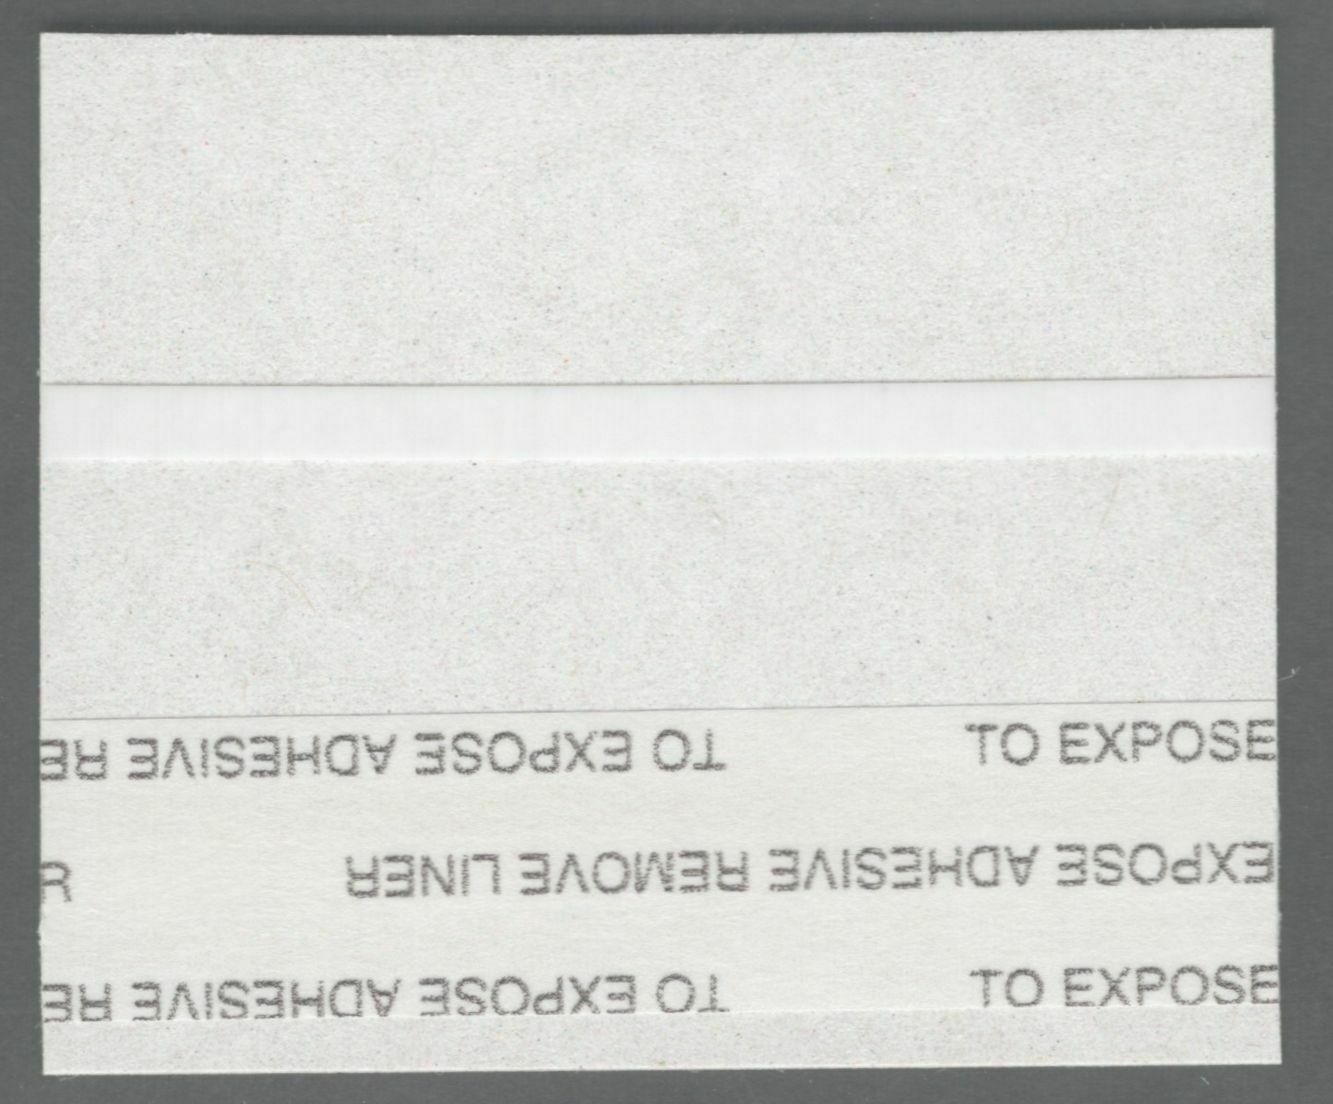 TO EXPOSE ADHESIVE RE
TO EXPOSE
R
EXPOSE ADHESIVE REMOVE LINER
TO EXPOSE ADHESIVE RE
TO EXPOSE